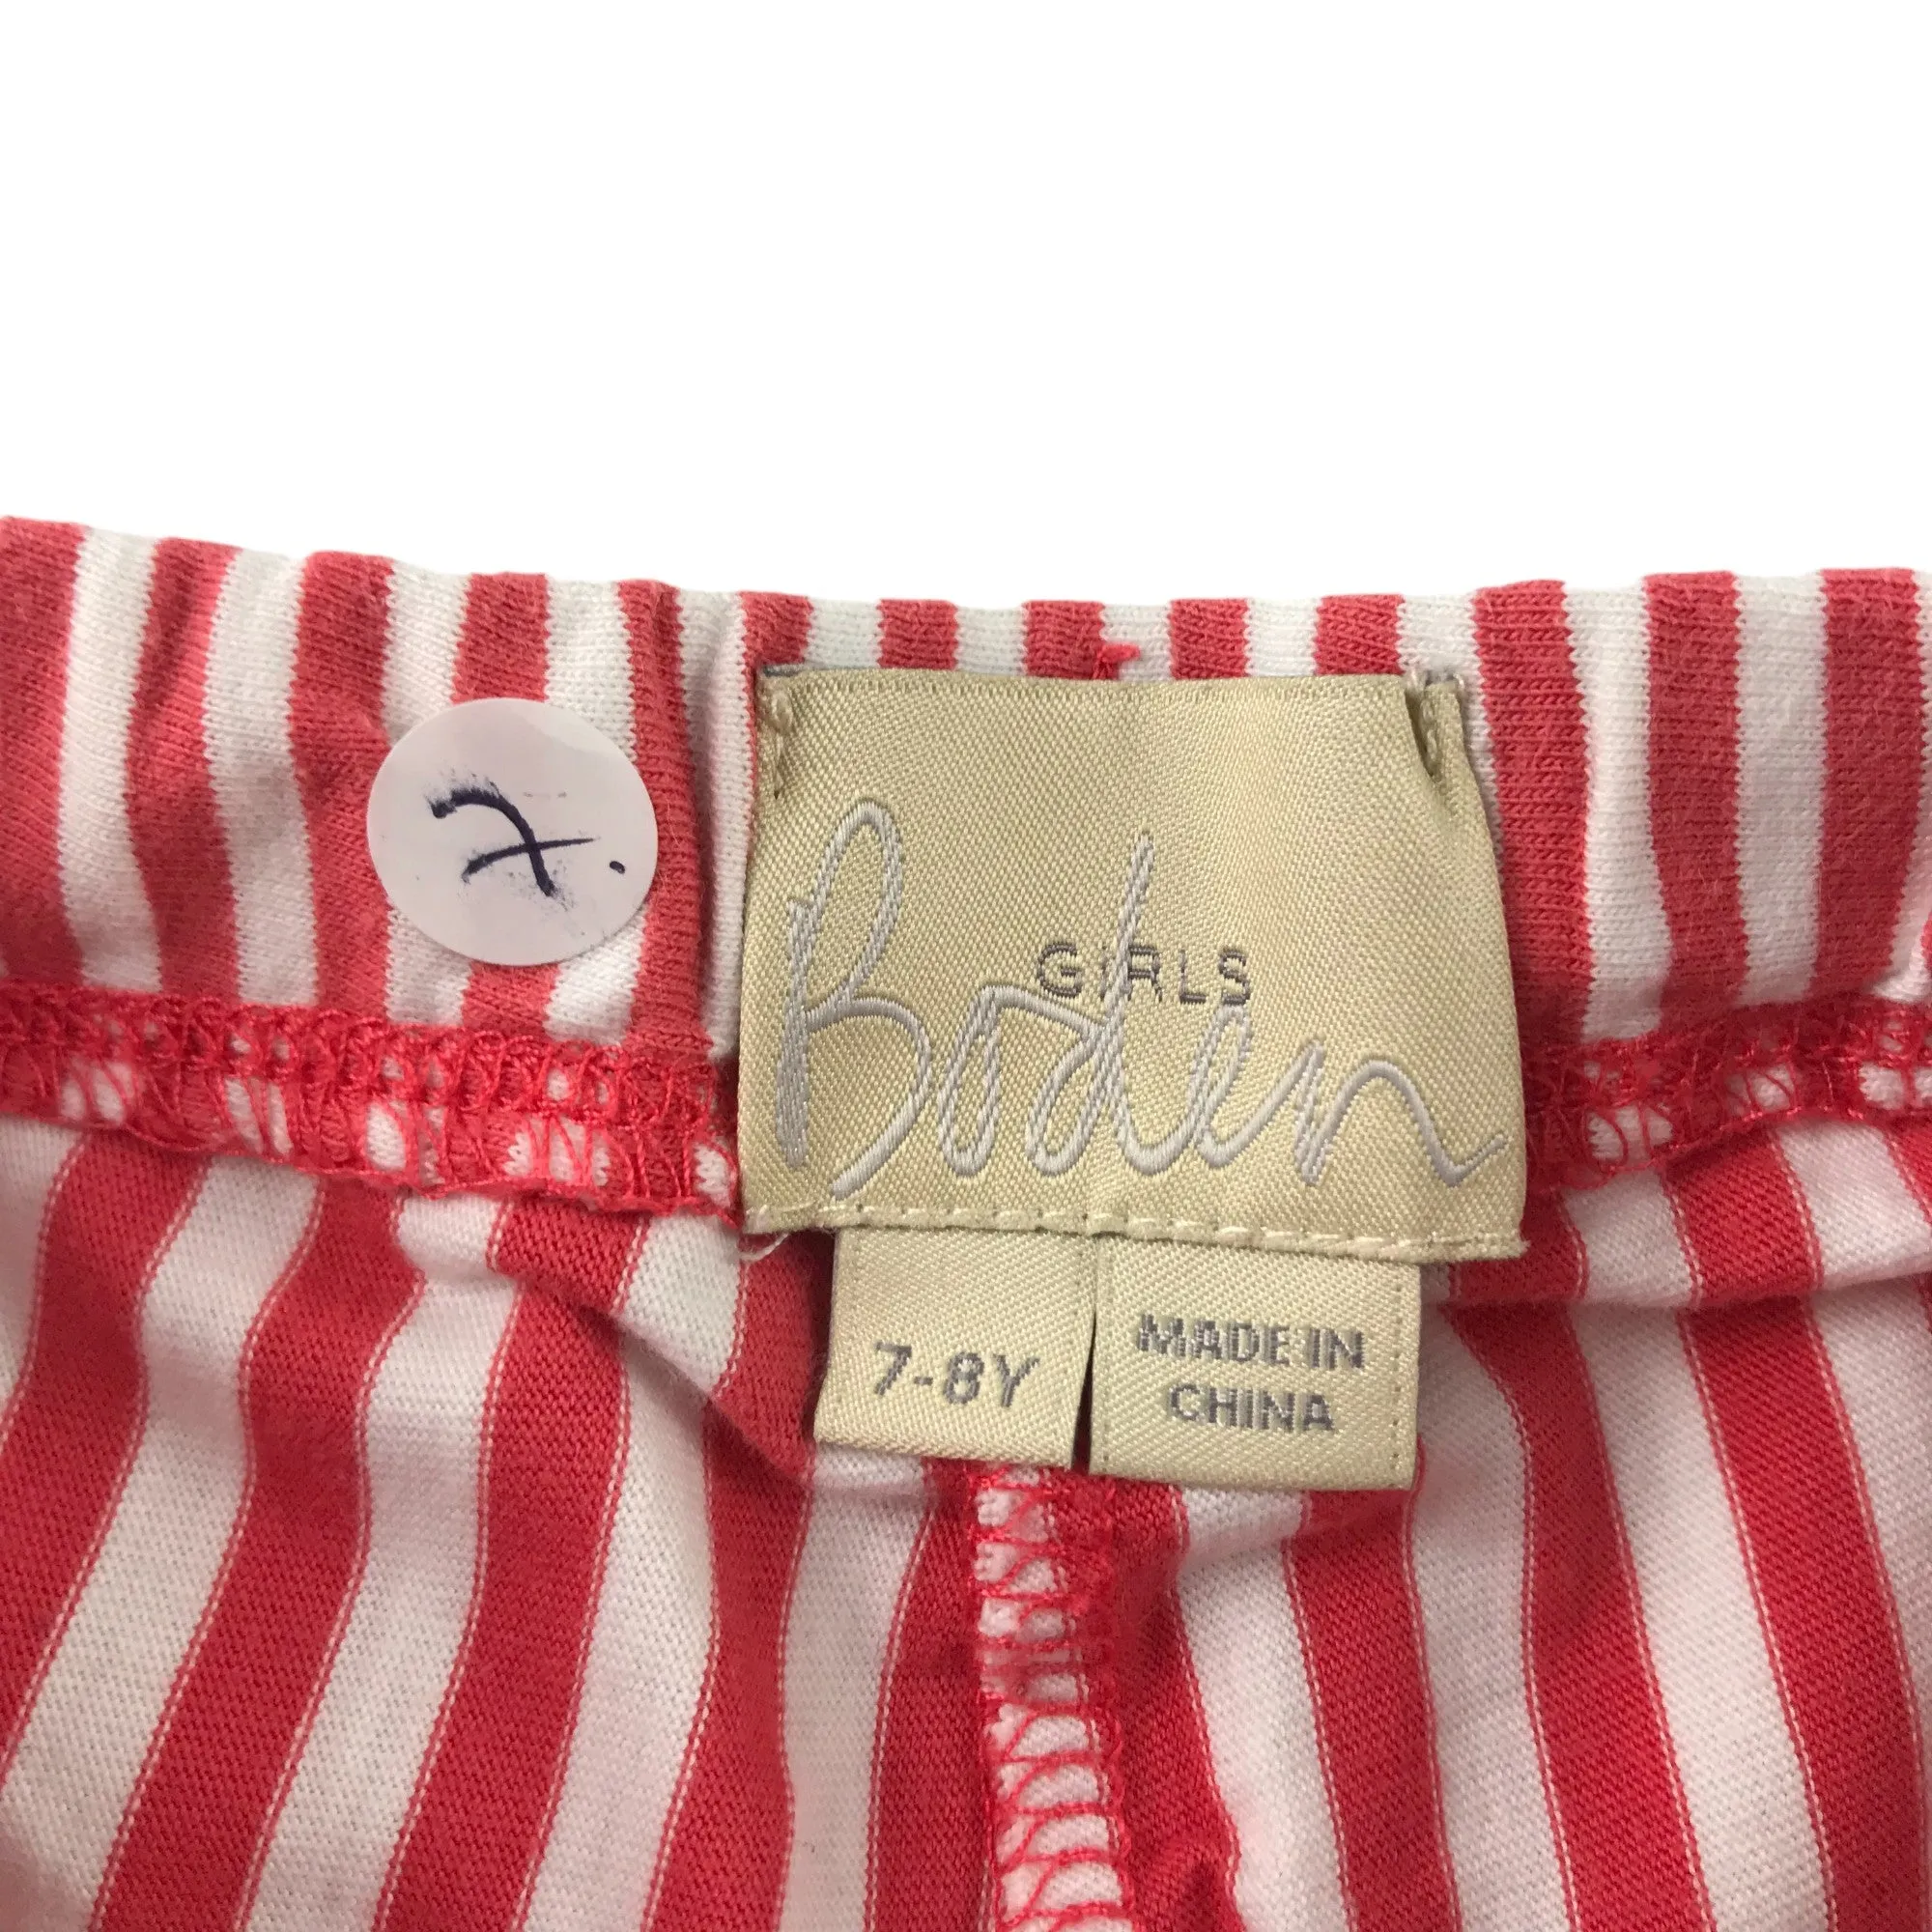 7.
GIRLS
Boden
7-8Y
MADE IN
CHINA